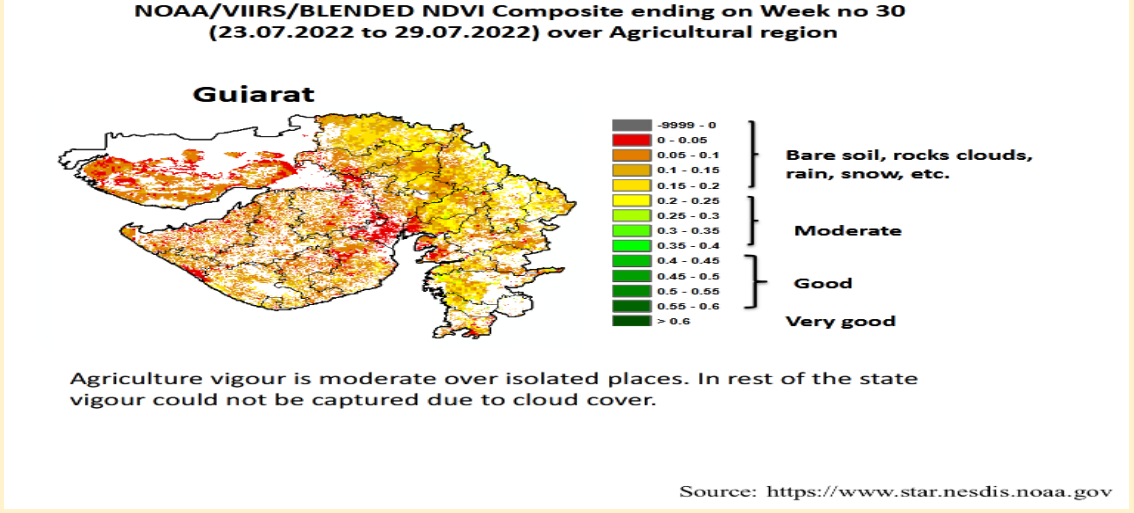 NOAA/VIIRS/BLENDED NDVI Composite ending on Week no 30
(23.07.2022 to 29.07.2022) over Agricultural region
Gujarat
-9999 - 0
0 - 0.05
0.05 - 0.1
0.1 - 0.15
0.15 - 0.2
0.2 - 0.25
0.25 - 0.3
0.3 - 0.35
0.35 - 0.4
0.4 - 0.45
0.45 - 0.5
0.5 - 0.55
0.55 - 0.6
> 0.6
Bare soil, rocks clouds,
rain, snow, etc.
Moderate
Good
Very good
Agriculture vigour is moderate over isolated places. In rest of the state
vigour could not be captured due to cloud cover.
Source: https://www.star.nesdis.noaa.gov